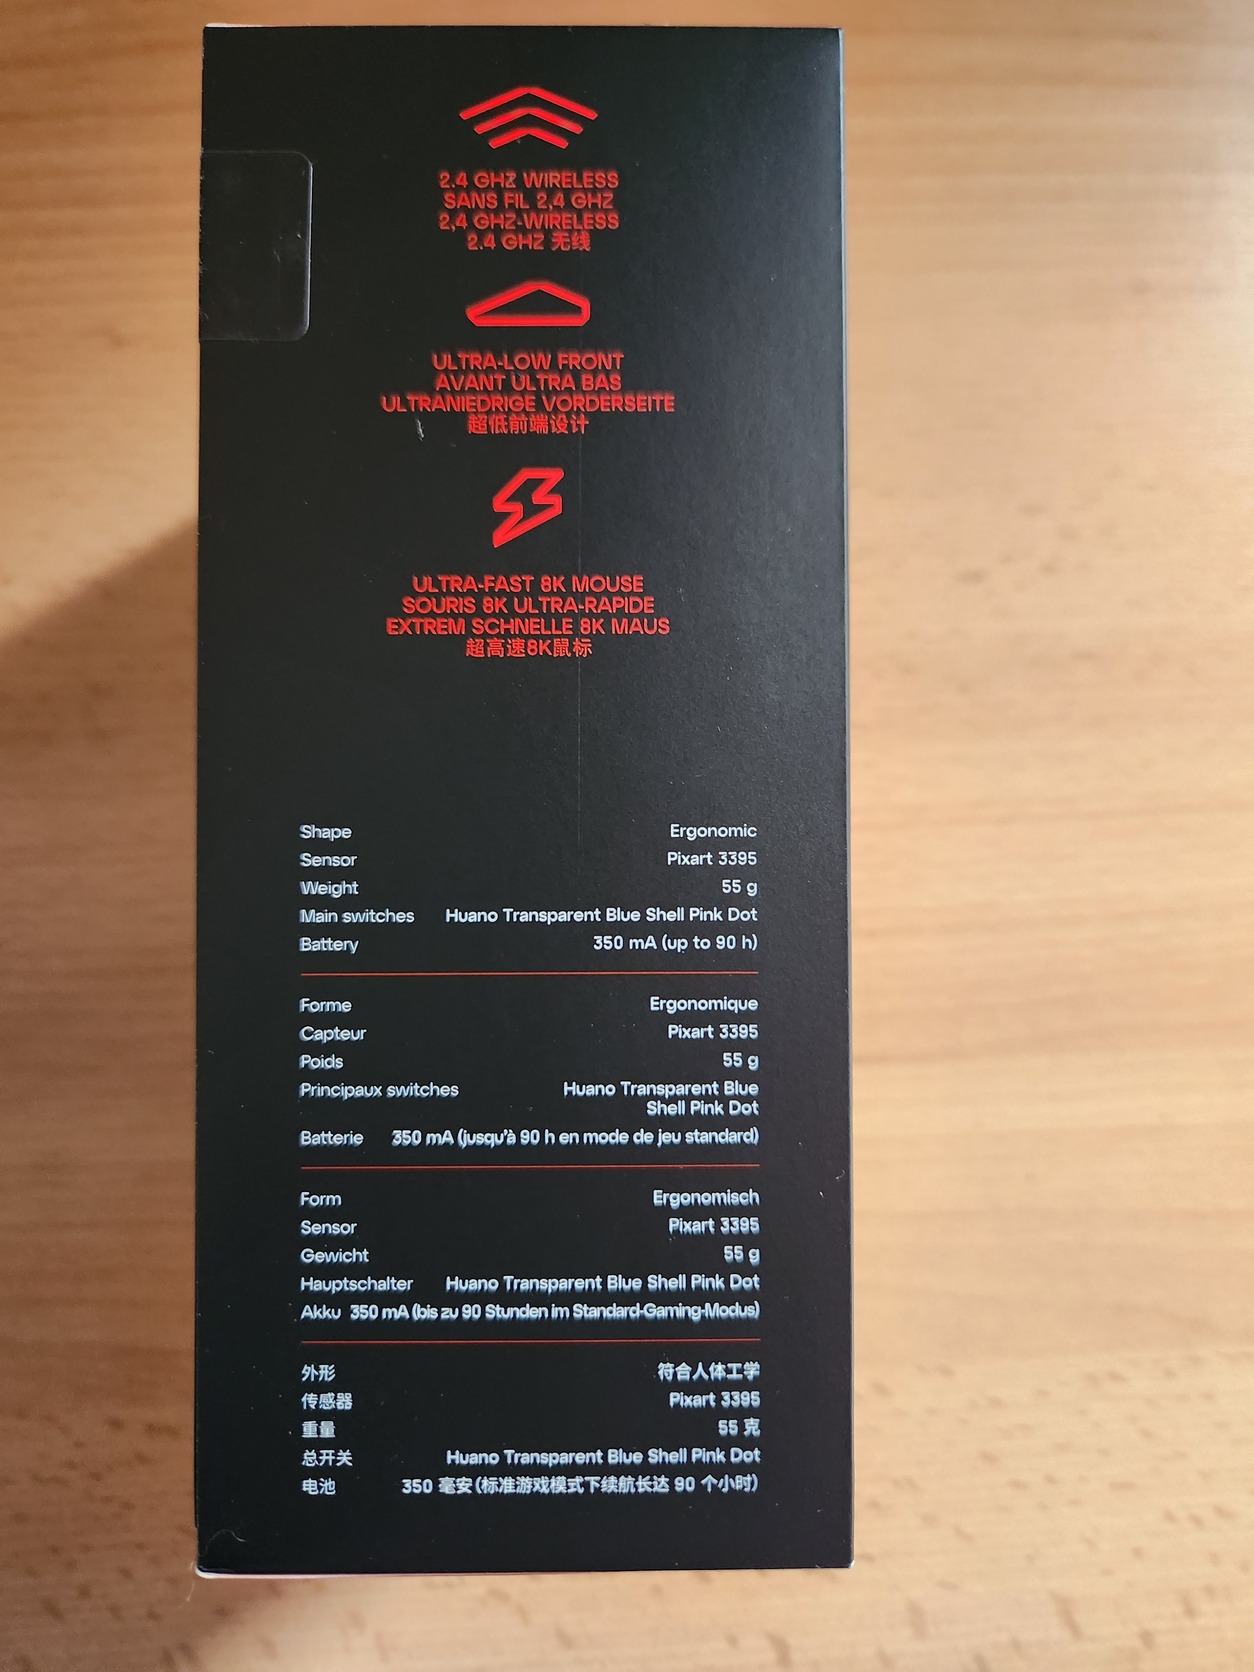 2.4 GHZ WIRELESS
SANS FIL 2,4 GHZ
2,4 GHZ-WIRELESS
2.4 GHZ 无线
ULTRA-LOW FRONT
AVANT ULTRA BAS
ULTRANIEDRIGE VORDERSEITE
超低前端设计
ULTRA-FAST 8K MOUSE
SOURIS 8K ULTRA-RAPIDE
EXTREM SCHNELLE 8K MAUS
超高速8K鼠标
Shape Ergonomic
Sensor Pixart 3395
Weight 55 g
Main switches Huano Transparent Blue Shell Pink Dot
Battery 350 mA (up to 90 h)
Forme Ergonomique
Capteur Pixart 3395
Poids 55 g
Principaux switches Huano Transparent Blue
Shell Pink Dot
Batterie 350 mA (jusqu'à 90 h en mode de jeu standard)
Form Ergonomisch
Sensor Pixart 3395
Gewicht 55 g
Hauptschalter Huano Transparent Blue Shell Pink Dot
Akku 350 mA (bis zu 90 Stunden im Standard-Gaming-Modus)
外形 符合人体工学
传感器 Pixart 3395
重量 55 克
总开关 Huano Transparent Blue Shell Pink Dot
电池 350 毫安 (标准游戏模式下续航长达 90 个小时)